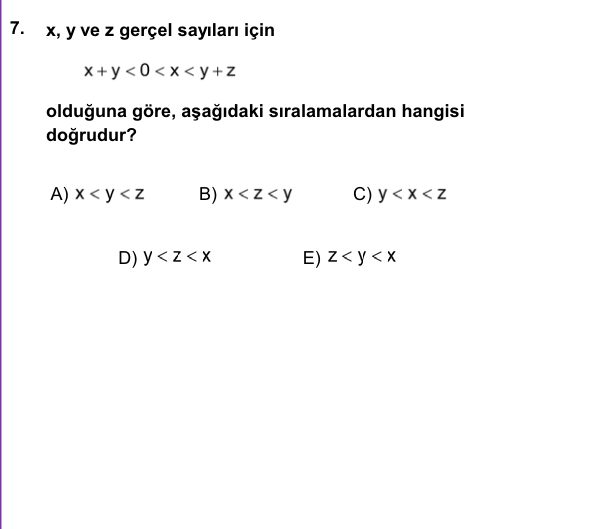 7. x, y ve z gerçel sayıları için
x + y < 0 < x < y + z
olduğuna göre, aşağıdaki sıralamalardan hangisi
doğrudur?
A) x < y < z B) x < z < y C) y < x < z
D) y < z < x E) z < y < x